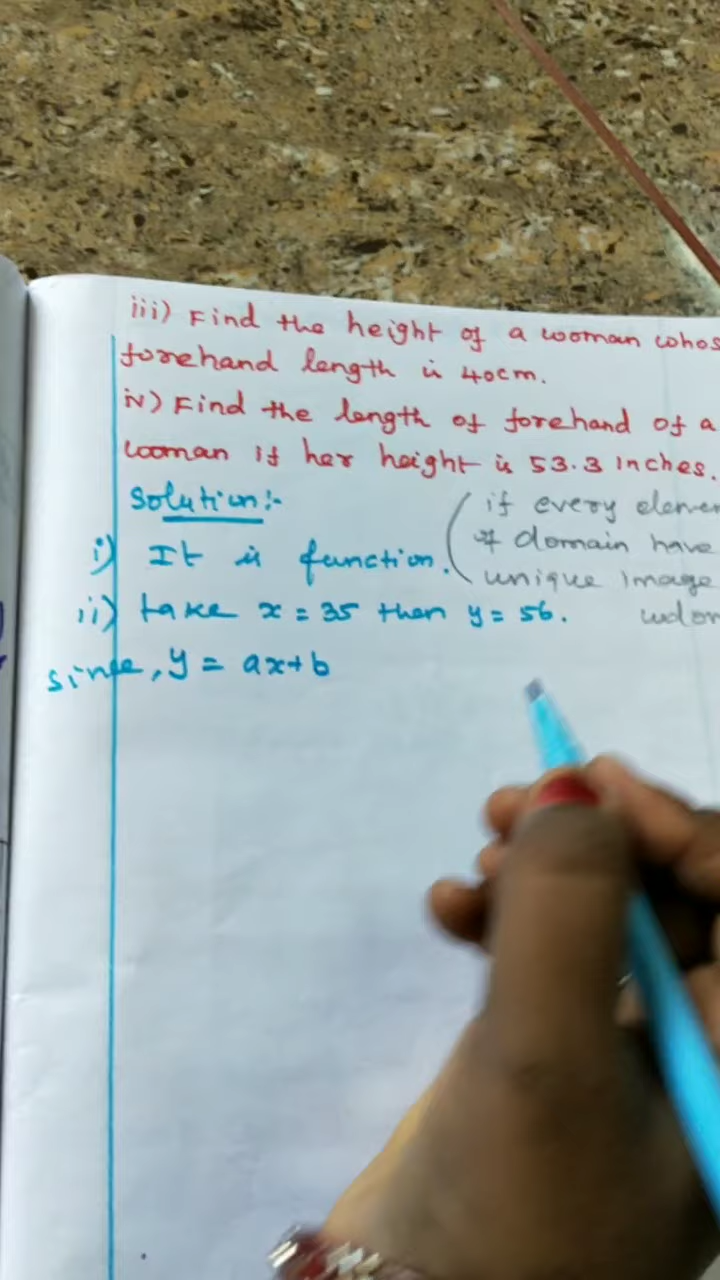 iii) Find the height of a woman whos
forehand length is 40cm.
iv) Find the length of forehand of a
woman if her height is 53.3 inches.
Solution:-
(if every elemen
i) It is function. of domain have
unique image
ii) take x = 35 then y = 56.
since, y = ax+b